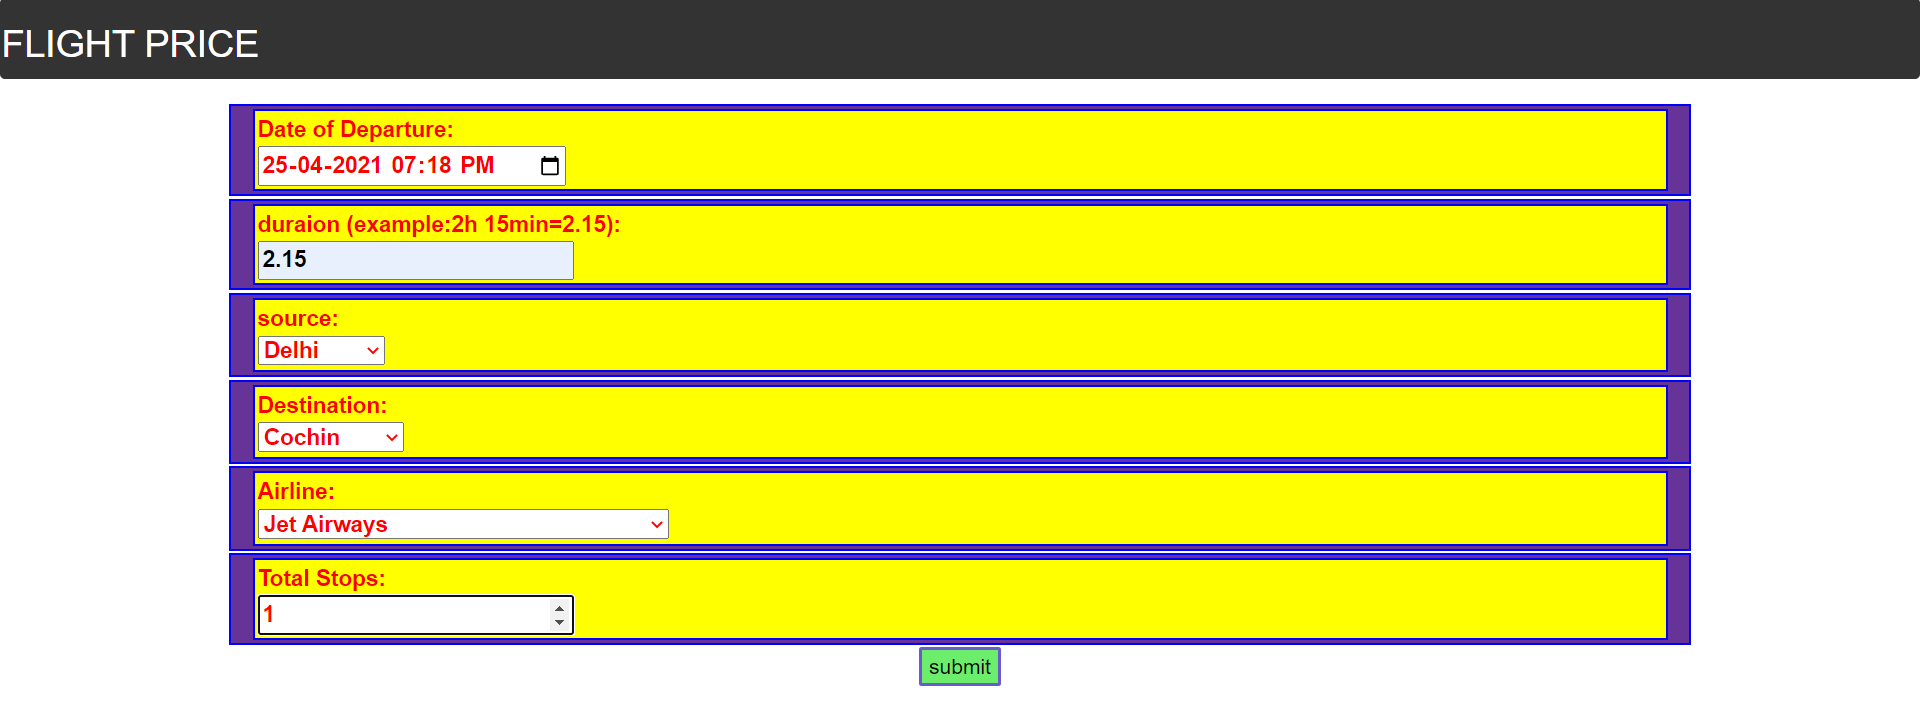 FLIGHT PRICE
Date of Departure:
25-04-2021 07:18 PM
duraion (example:2h 15min=2.15):
2.15
source:
Delhi
Destination:
Cochin
Airline:
Jet Airways
Total Stops:
1
submit